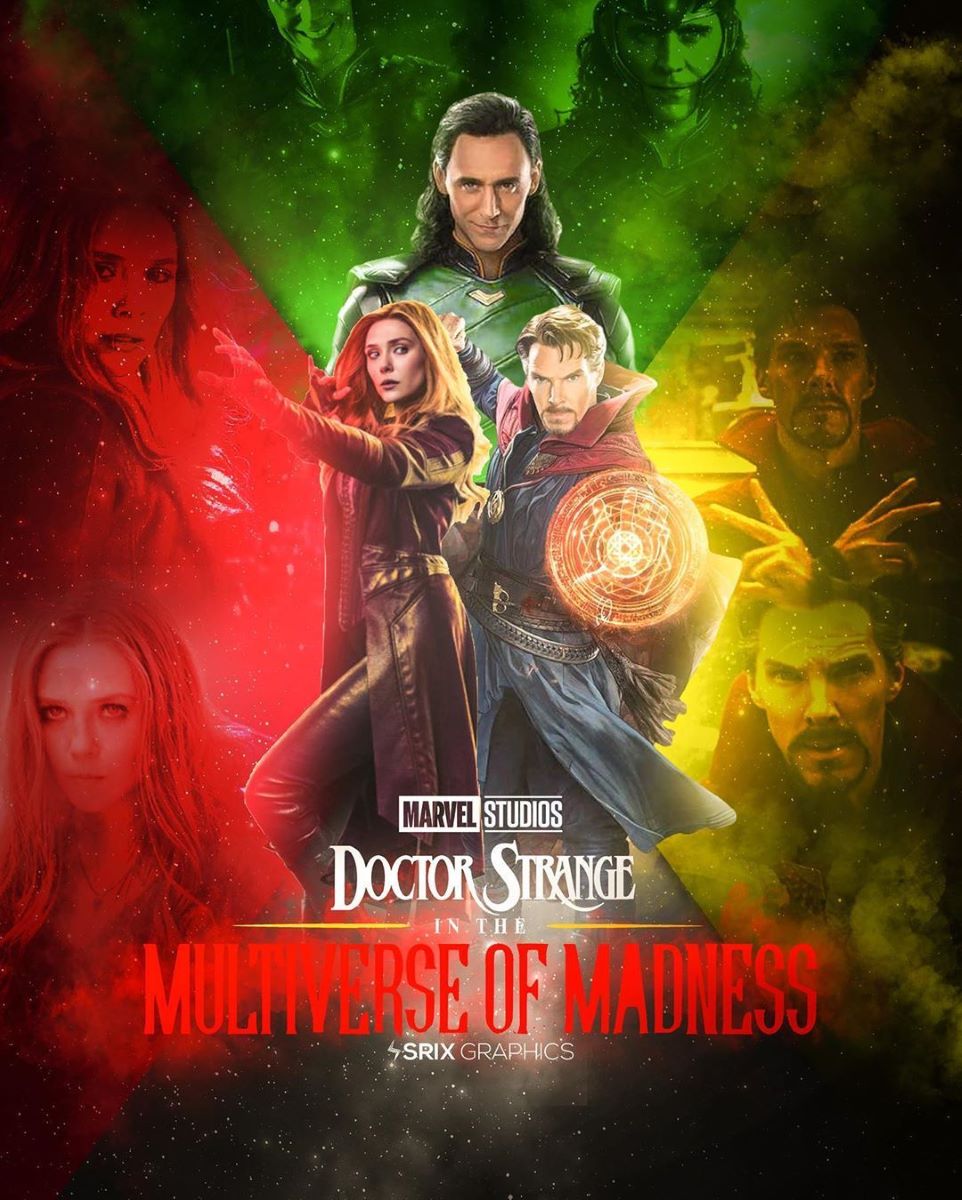 MARVEL STUDIOS
DOCTOR STRANGE
IN THE
MULTIVERSE OF MADNESS
SRIX GRAPHICS